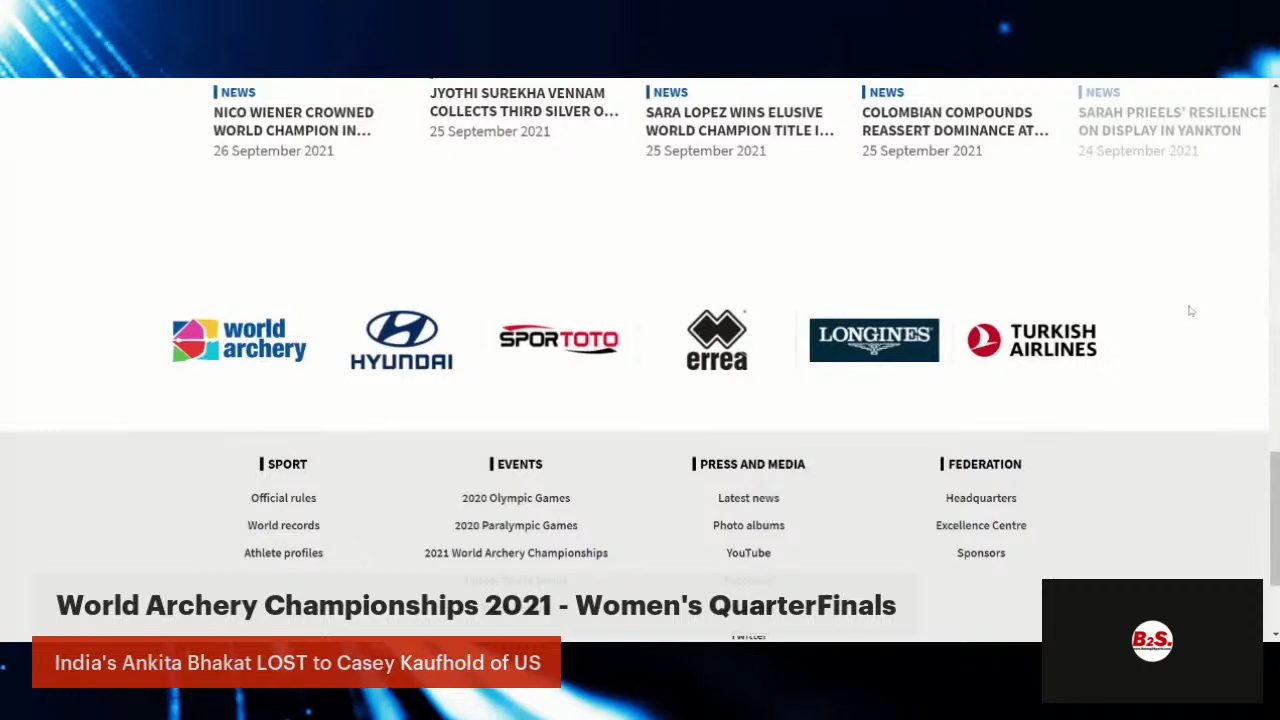 NEWS
NICO WIENER CROWNED
WORLD CHAMPION IN...
26 September 2021
JYOTHI SUREKHA VENNAM
COLLECTS THIRD SILVER O...
25 September 2021
NEWS
SARA LOPEZ WINS ELUSIVE
WORLD CHAMPION TITLE I...
25 September 2021
NEWS
COLOMBIAN COMPOUNDS
REASSERT DOMINANCE AT...
25 September 2021
NEWS
SARAH PRIEELS' RESILIENCE
ON DISPLAY IN YANKTON
24 September 2021
world
archery
HYUNDAI
SPORTOTO
errea
LONGINES
TURKISH
AIRLINES
SPORT
Official rules
World records
Athlete profiles
EVENTS
2020 Olympic Games
2020 Paralympic Games
2021 World Archery Championships
PRESS AND MEDIA
Latest news
Photo albums
YouTube
Twitter
FEDERATION
Headquarters
Excellence Centre
Sponsors
World Archery Championships 2021 - Women's QuarterFinals
India's Ankita Bhakat LOST to Casey Kaufhold of US
B2S.